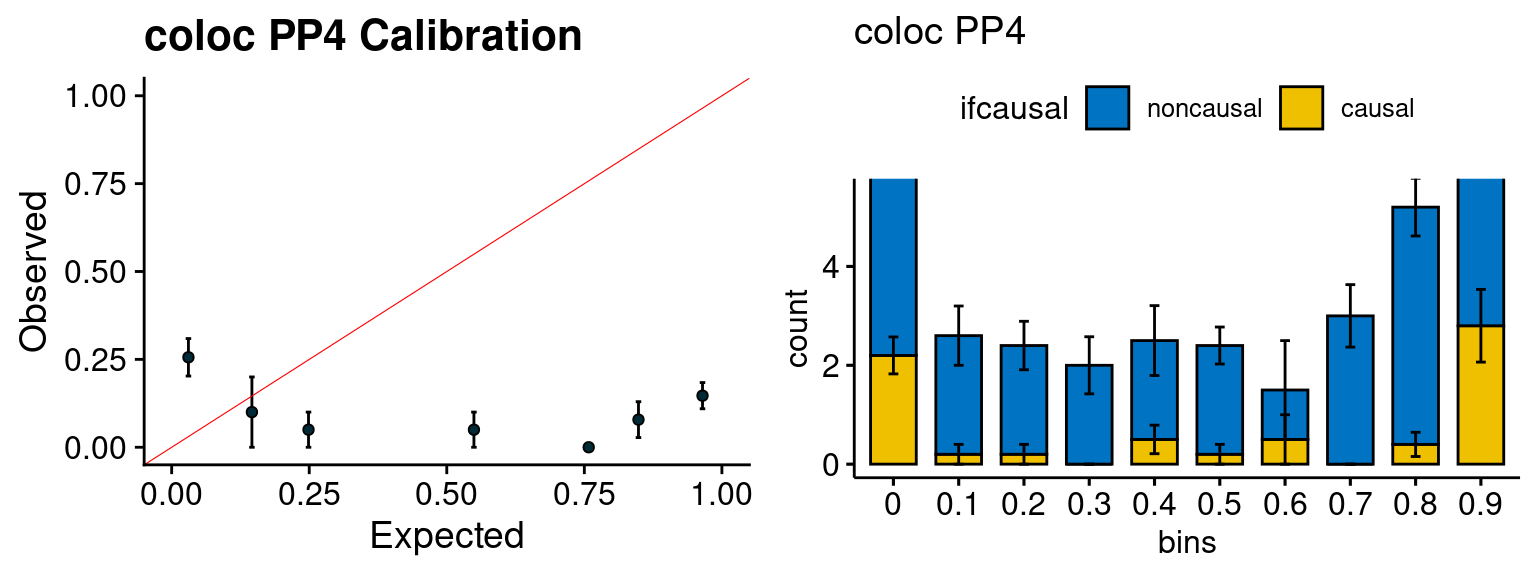 coloc PP4 Calibration
Observed
1.00
0.75
0.50
0.25
0.00
0.00 0.25 0.50 0.75 1.00
Expected
coloc PP4
ifcausal noncausal causal
count
4
2
0
0 0.1 0.2 0.3 0.4 0.5 0.6 0.7 0.8 0.9
bins